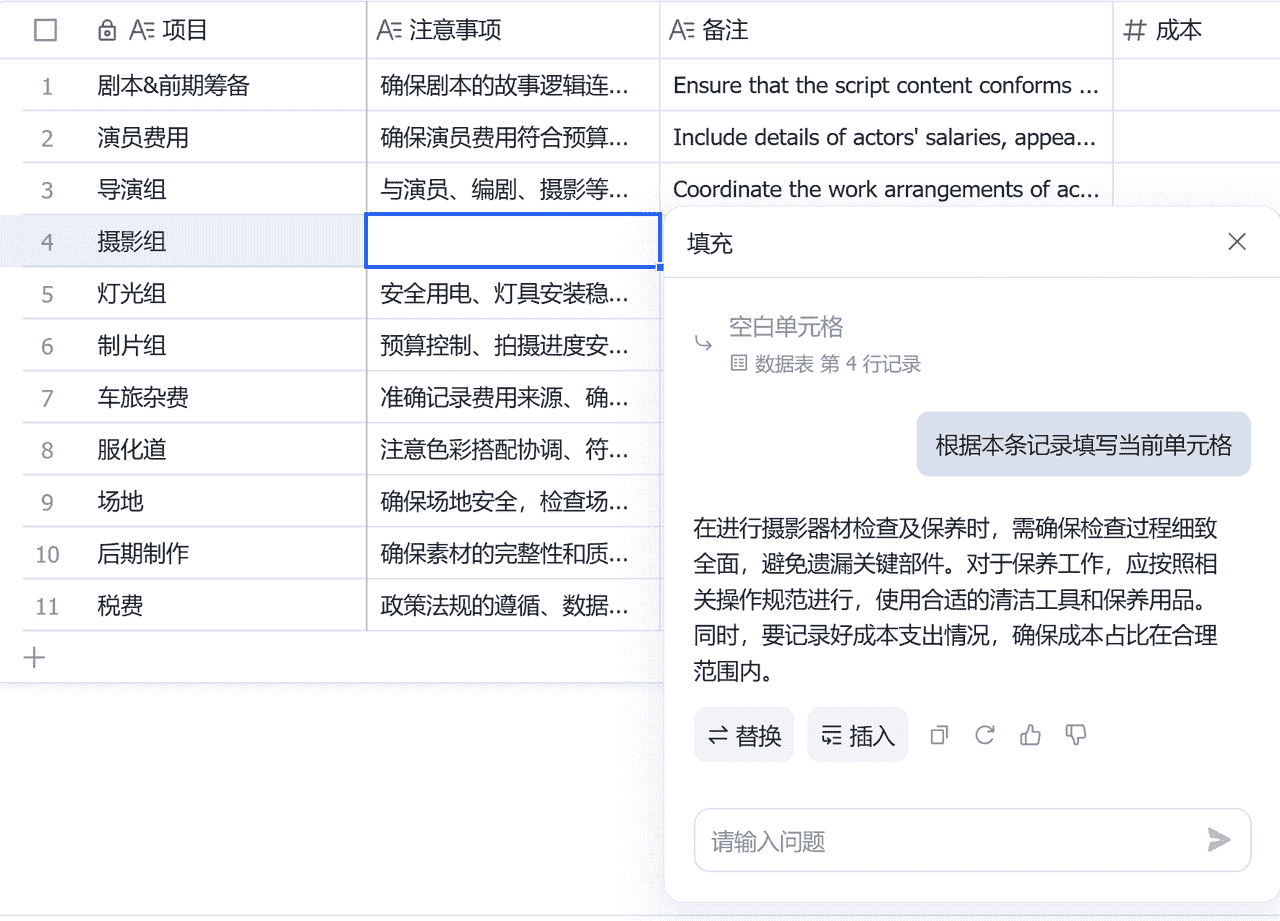 项目 注意事项 备注 成本
1 剧本&前期筹备 确保剧本的故事逻辑连... Ensure that the script content conforms ...
2 演员费用 确保演员费用符合预算... Include details of actors' salaries, appea...
3 导演组 与演员、编剧、摄影等... Coordinate the work arrangements of ac...
4 摄影组
5 灯光组 安全用电、灯具安装稳...
6 制片组 预算控制、拍摄进度安...
7 车旅杂费 准确记录费用来源、确...
8 服化道 注意色彩搭配协调、符...
9 场地 确保场地安全，检查场...
10 后期制作 确保素材的完整性和质...
11 税费 政策法规的遵循、数据...
填充
空白单元格
数据表 第 4 行记录
根据本条记录填写当前单元格
在进行摄影器材检查及保养时，需确保检查过程细致
全面，避免遗漏关键部件。对于保养工作，应按照相
关操作规范进行，使用合适的清洁工具和保养用品。
同时，要记录好成本支出情况，确保成本占比在合理
范围内。
替换 插入
请输入问题